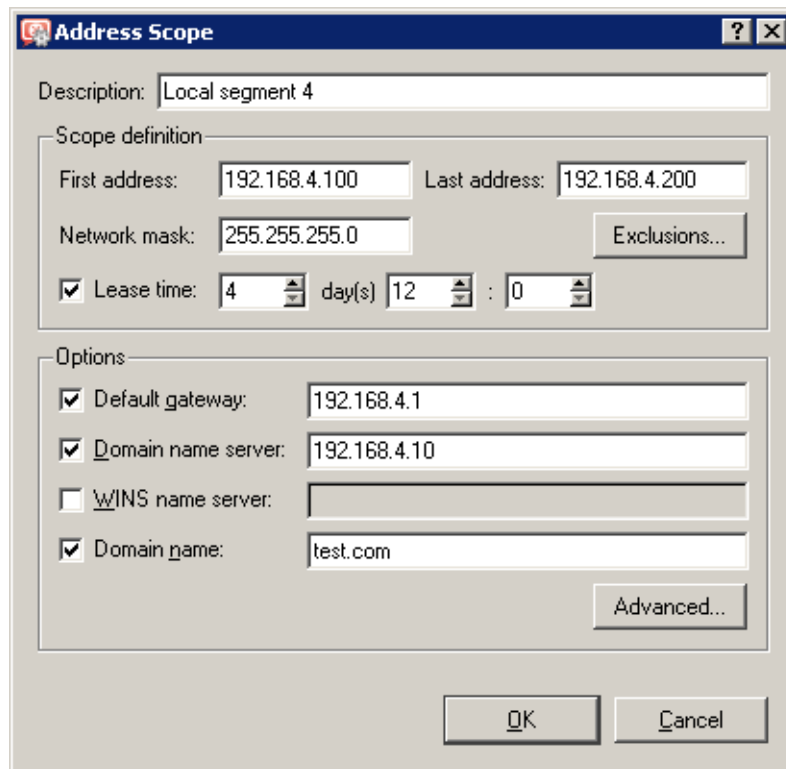 Address Scope
Description: Local segment 4
Scope definition
First address: 192.168.4.100 Last address: 192.168.4.200
Network mask: 255.255.255.0 Exclusions...
Lease time: 4 day(s) 12 : 0
Options
Default gateway: 192.168.4.1
Domain name server: 192.168.4.10
WINS name server:
Domain name: test.com
Advanced...
OK Cancel